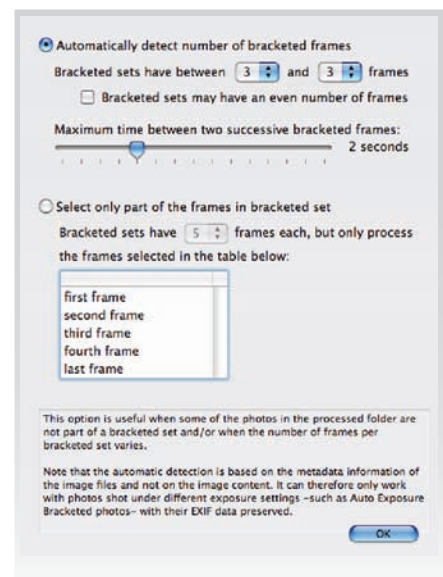 Automatically detect number of bracketed frames
Bracketed sets have between 3 and 3 frames
Bracketed sets may have an even number of frames
Maximum time between two successive bracketed frames:
2 seconds
Select only part of the frames in bracketed set
Bracketed sets have 5 frames each, but only process
the frames selected in the table below:
first frame
second frame
third frame
fourth frame
last frame
This option is useful when some of the photos in the processed folder are
not part of a bracketed set and/or when the number of frames per
bracketed set varies.
Note that the automatic detection is based on the metadata information of
the image files and not on the image content. It can therefore only work
with photos shot under different exposure settings –such as Auto Exposure
Bracketed photos– with their EXIF data preserved.
OK